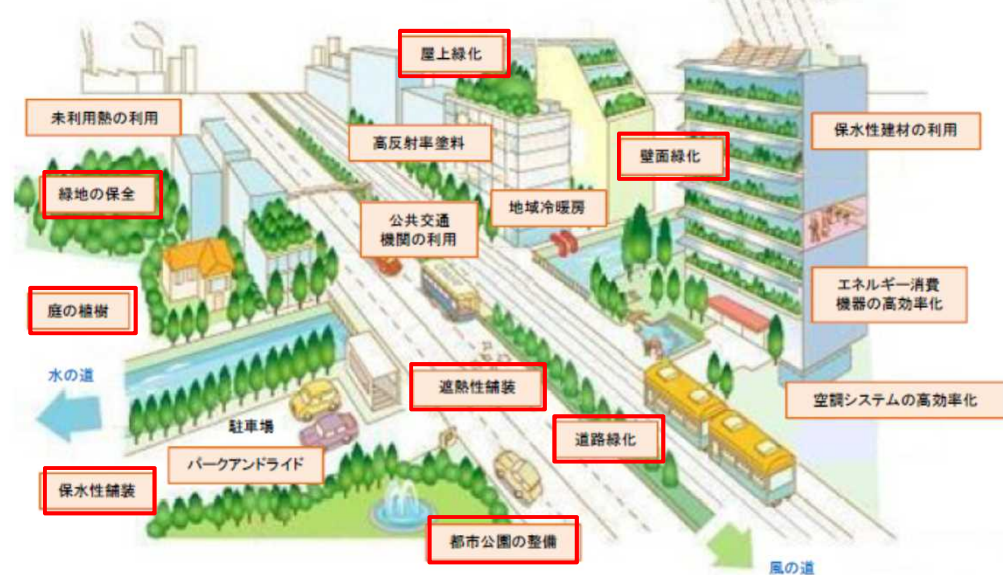 屋上緑化
未利用熱の利用
高反射率塗料
壁面緑化
保水性建材の利用
緑地の保全
公共交通
機関の利用
地域冷暖房
庭の植樹
エネルギー消費
機器の高効率化
水の道
遮熱性舗装
空調システムの高効率化
駐車場
道路緑化
パークアンドライド
保水性舗装
都市公園の整備
風の道